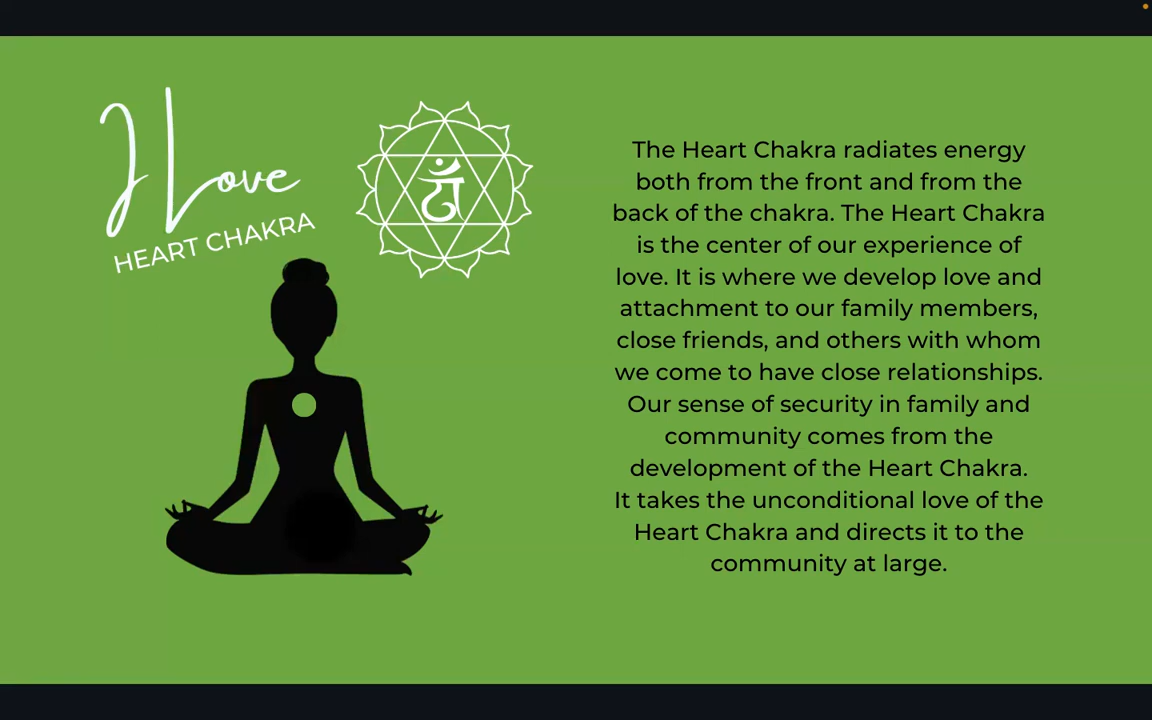 I Love
HEART CHAKRA
यं
The Heart Chakra radiates energy
both from the front and from the
back of the chakra. The Heart Chakra
is the center of our experience of
love. It is where we develop love and
attachment to our family members,
close friends, and others with whom
we come to have close relationships.
Our sense of security in family and
community comes from the
development of the Heart Chakra.
It takes the unconditional love of the
Heart Chakra and directs it to the
community at large.